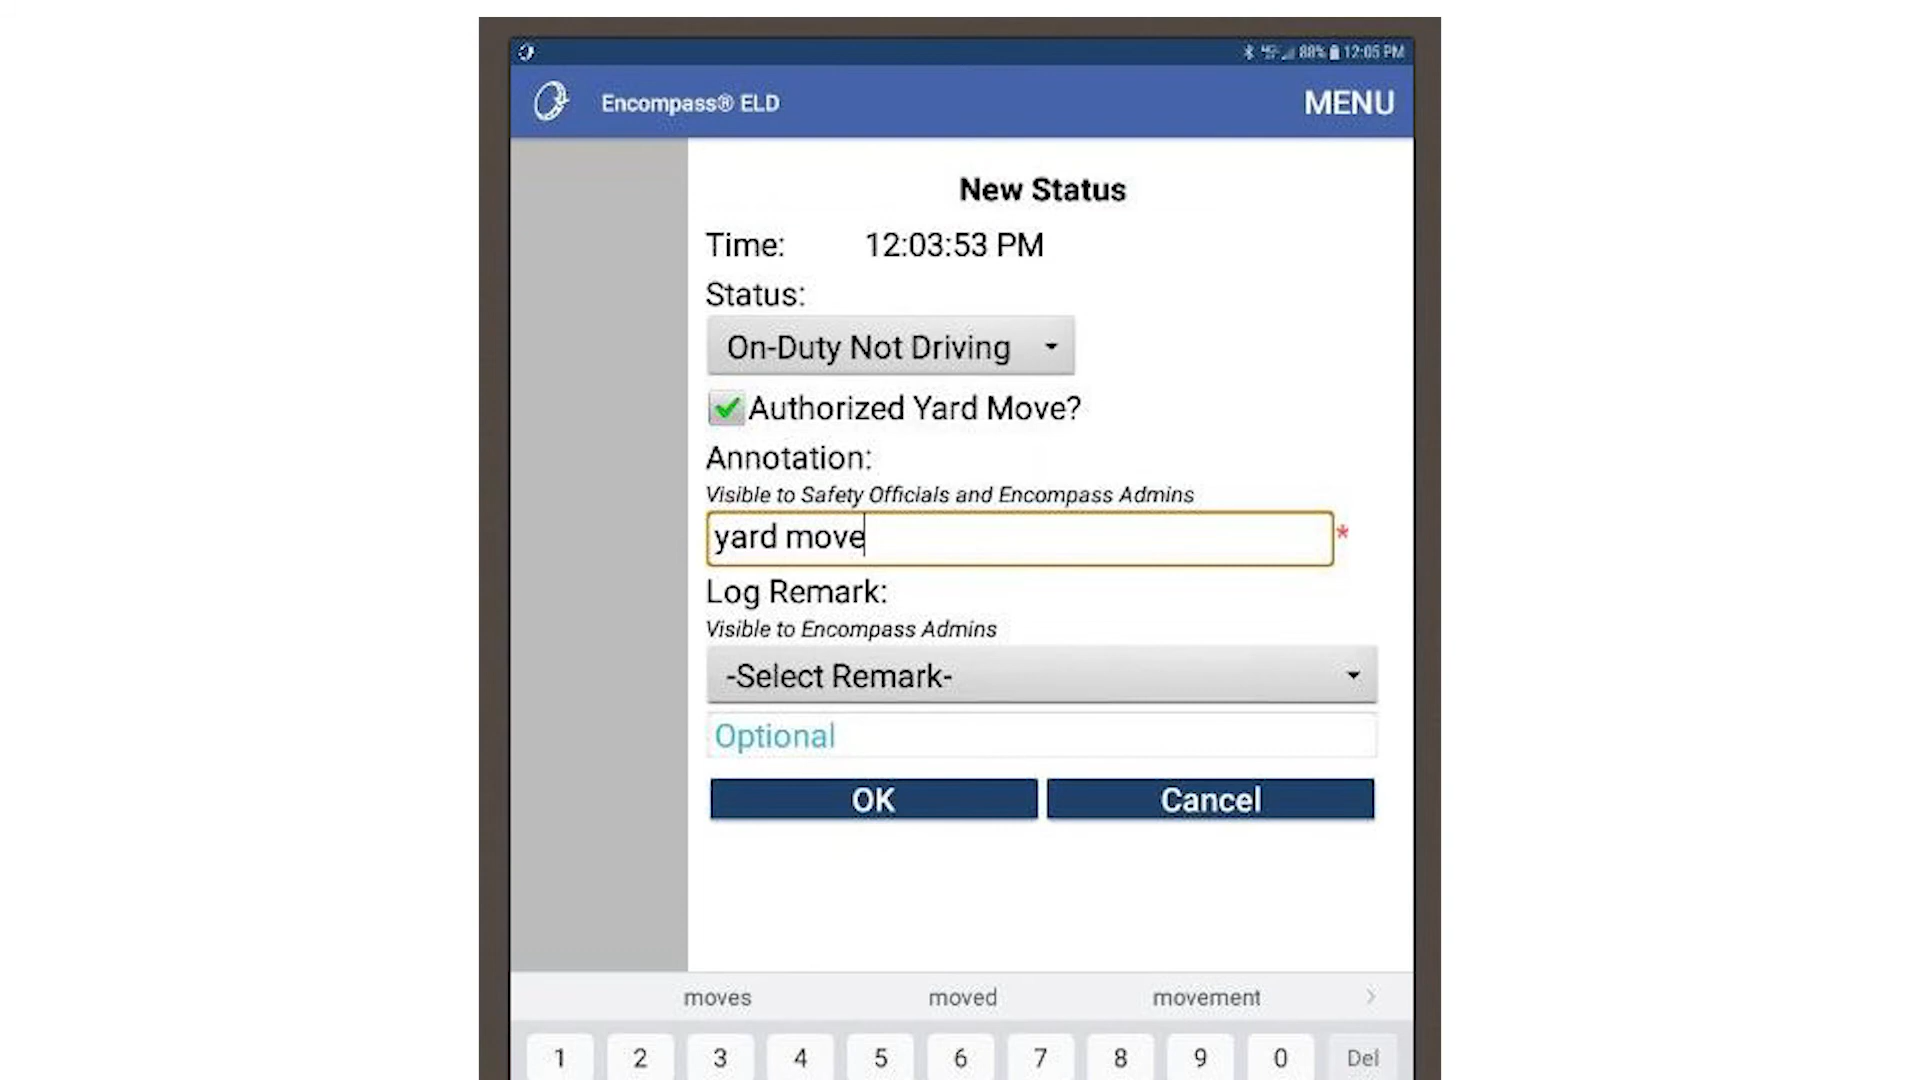 88% 12:05 PM
Encompass® ELD MENU
New Status
Time: 12:03:53 PM
Status:
On-Duty Not Driving
Authorized Yard Move?
Annotation:
Visible to Safety Officials and Encompass Admins
yard move *
Log Remark:
Visible to Encompass Admins
-Select Remark-
Optional
OK Cancel
moves moved movement
1 2 3 4 5 6 7 8 9 0 Del